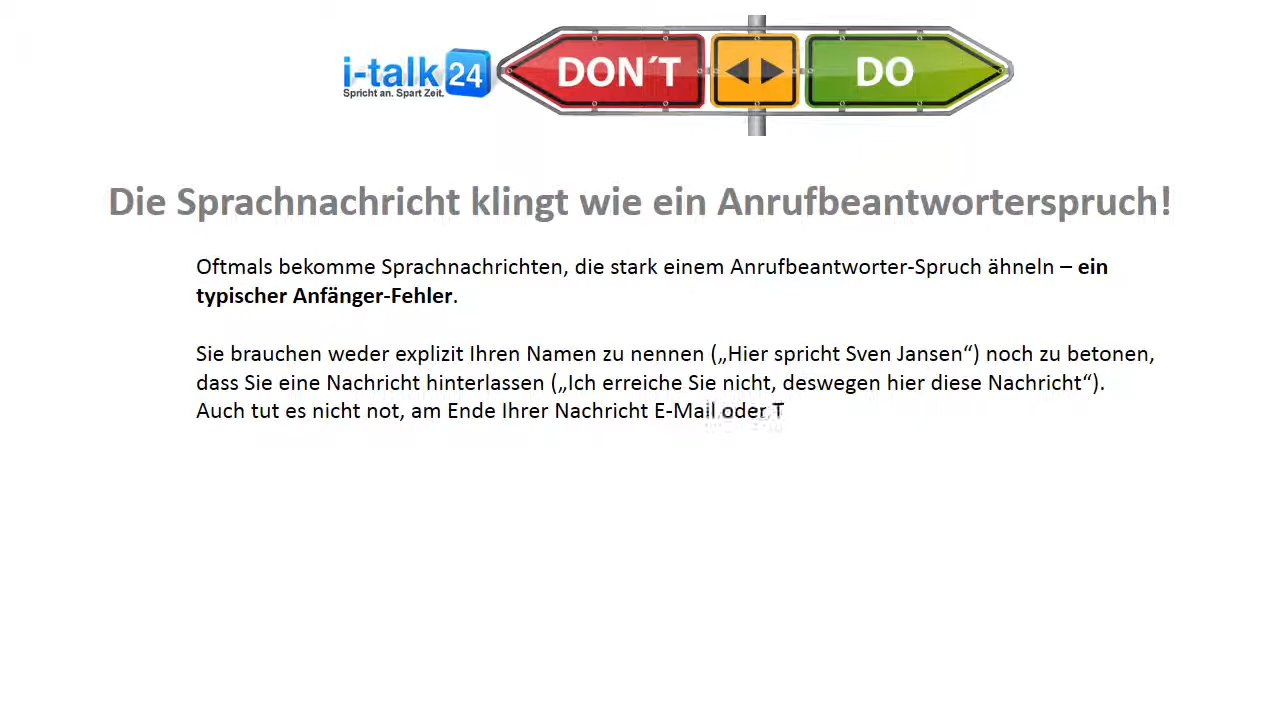 i-talk 24
Spricht an. Spart Zeit.
DON´T DO
Die Sprachnachricht klingt wie ein Anrufbeantworterspruch!
Oftmals bekomme Sprachnachrichten, die stark einem Anrufbeantworter-Spruch ähneln – ein
typischer Anfänger-Fehler.
Sie brauchen weder explizit Ihren Namen zu nennen („Hier spricht Sven Jansen“) noch zu betonen,
dass Sie eine Nachricht hinterlassen („Ich erreiche Sie nicht, deswegen hier diese Nachricht“).
Auch tut es nicht not, am Ende Ihrer Nachricht E-Mail oder T